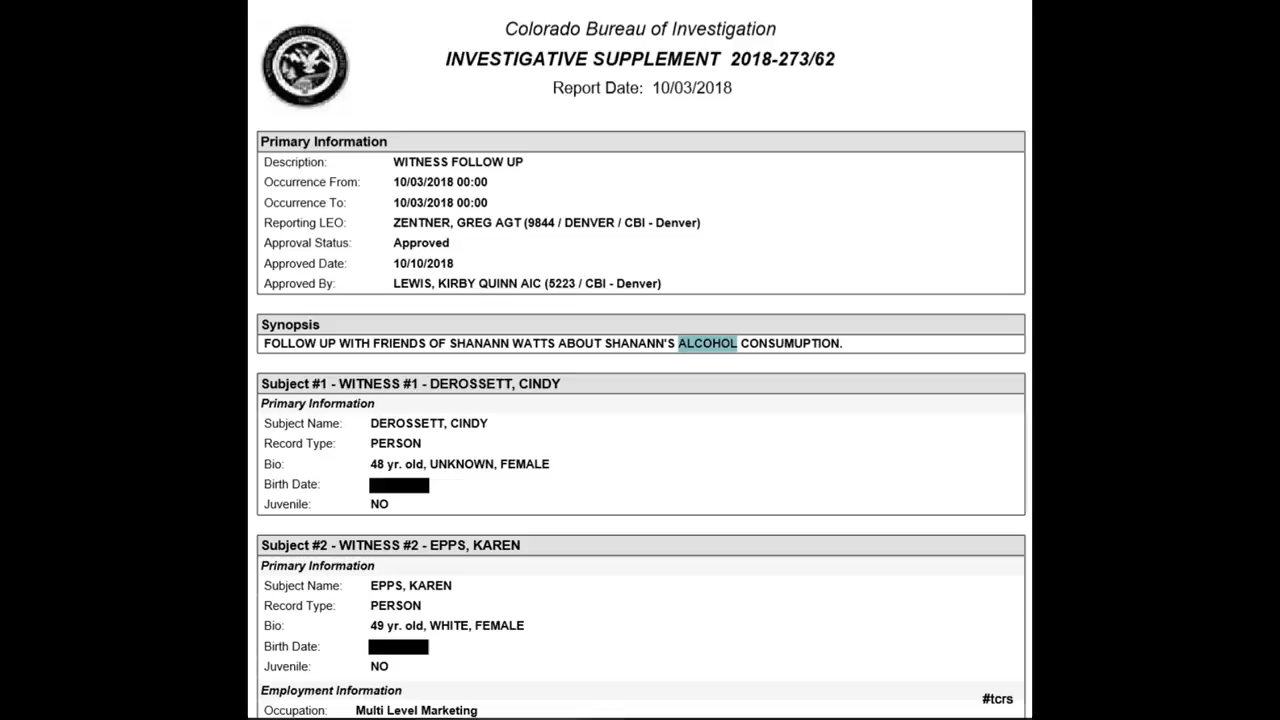 Colorado Bureau of Investigation
INVESTIGATIVE SUPPLEMENT 2018-273/62
Report Date: 10/03/2018
Primary Information
Description: WITNESS FOLLOW UP
Occurrence From: 10/03/2018 00:00
Occurrence To: 10/03/2018 00:00
Reporting LEO: ZENTNER, GREG AGT (9844 / DENVER / CBI - Denver)
Approval Status: Approved
Approved Date: 10/10/2018
Approved By: LEWIS, KIRBY QUINN AIC (5223 / CBI - Denver)
Synopsis
FOLLOW UP WITH FRIENDS OF SHANANN WATTS ABOUT SHANANN'S ALCOHOL CONSUMUPTION.
Subject #1 - WITNESS #1 - DEROSSETT, CINDY
Primary Information
Subject Name: DEROSSETT, CINDY
Record Type: PERSON
Bio: 48 yr. old, UNKNOWN, FEMALE
Birth Date:
Juvenile: NO
Subject #2 - WITNESS #2 - EPPS, KAREN
Primary Information
Subject Name: EPPS, KAREN
Record Type: PERSON
Bio: 49 yr. old, WHITE, FEMALE
Birth Date:
Juvenile: NO
Employment Information
#tcrs
Occupation: Multi Level Marketing